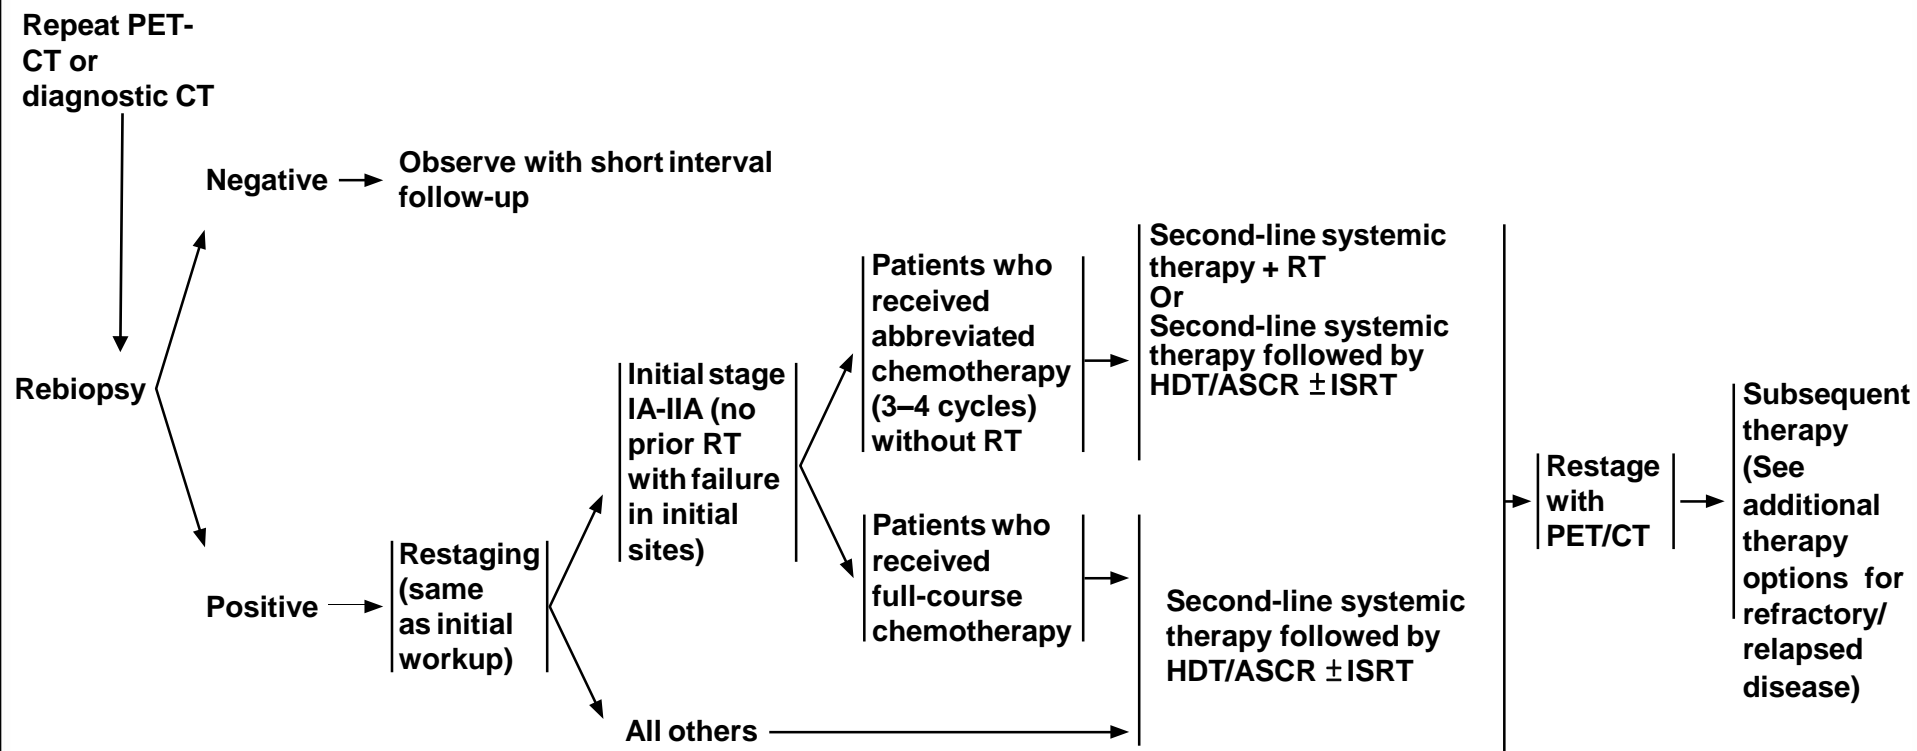 Repeat PET-
CT or
diagnostic CT
Negative
Observe with short interval
follow-up
Rebiopsy
Positive
Restaging
(same
as initial
workup)
Initial stage
IA-IIA (no
prior RT
with failure
in initial
sites)
All others
Patients who
received
abbreviated
chemotherapy
(3–4 cycles)
without RT
Patients who
received
full-course
chemotherapy
Second-line systemic
therapy + RT
Or
Second-line systemic
therapy followed by
HDT/ASCR ± ISRT
Second-line systemic
therapy followed by
HDT/ASCR ± ISRT
Restage
with
PET/CT
Subsequent
therapy
(See
additional
therapy
options for
refractory/
relapsed
disease)